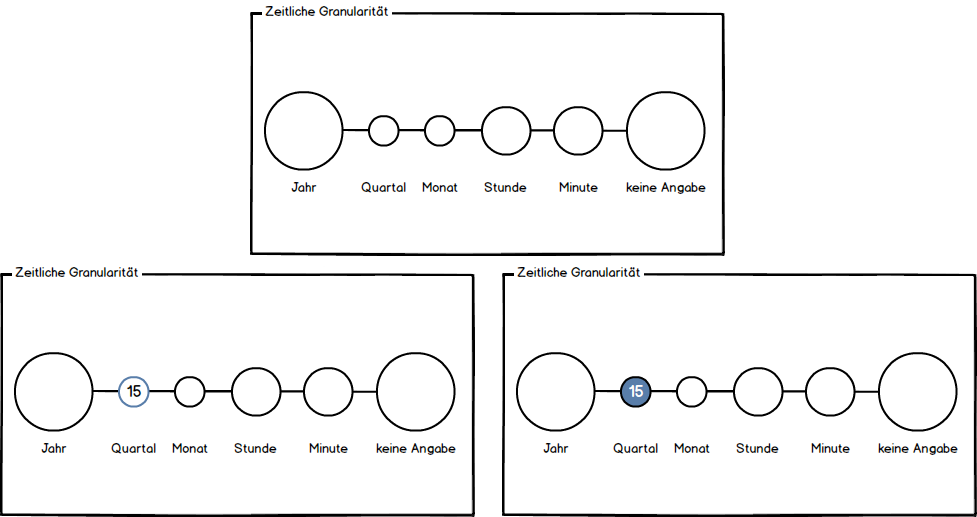 Zeitliche Granularität
Jahr Quartal Monat Stunde Minute keine Angabe
Zeitliche Granularität
15
Jahr Quartal Monat Stunde Minute keine Angabe
Zeitliche Granularität
15
Jahr Quartal Monat Stunde Minute keine Angabe